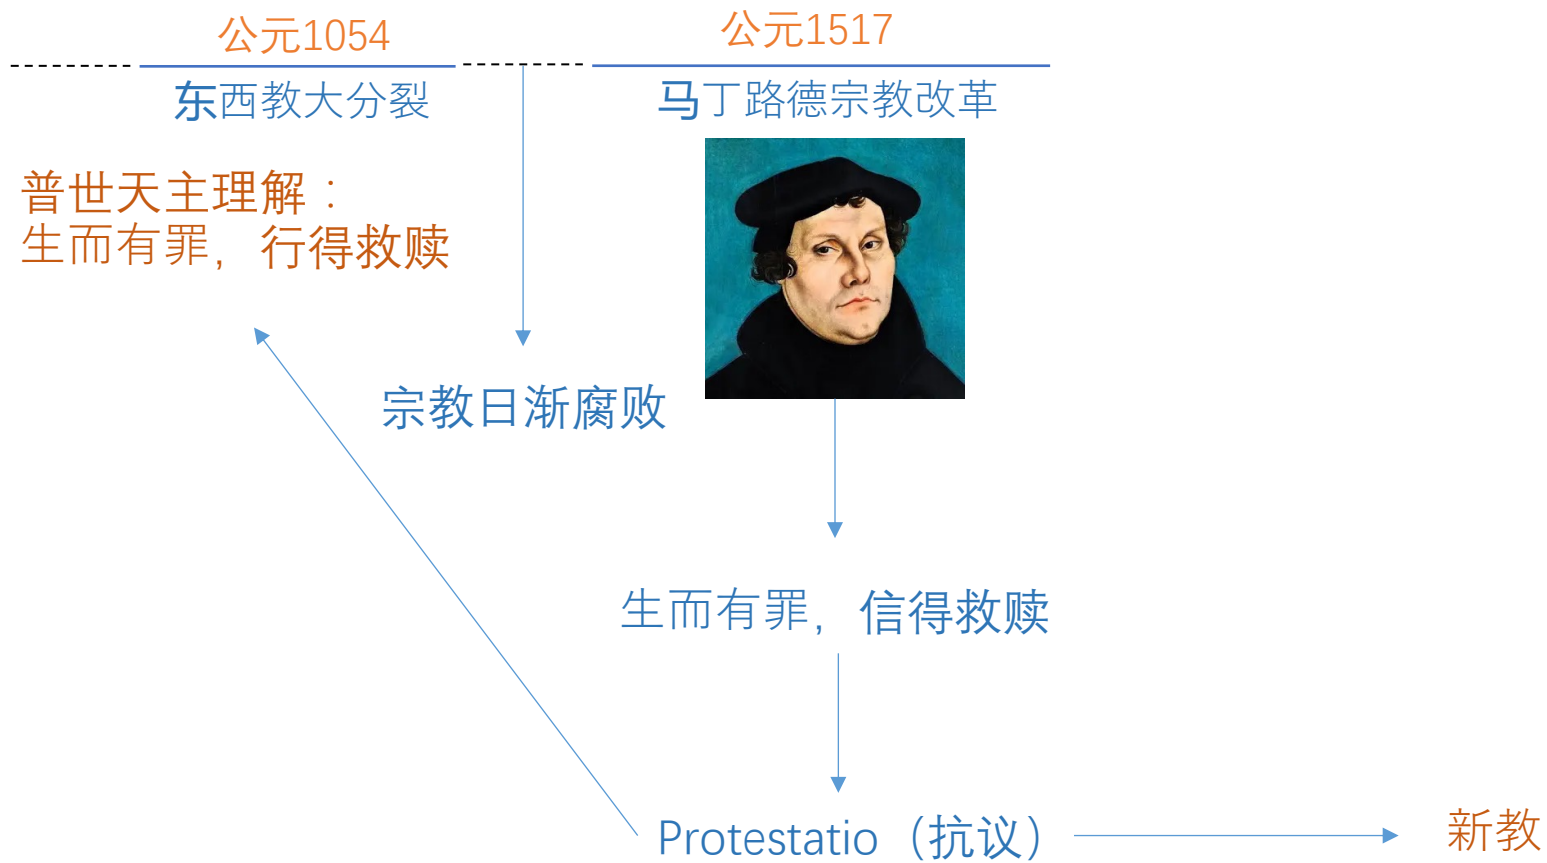 公元1054
公元1517
东西教大分裂
马丁路德宗教改革
普世天主理解：
生而有罪，行得救赎
宗教日渐腐败
生而有罪，信得救赎
Protestatio（抗议）
新教